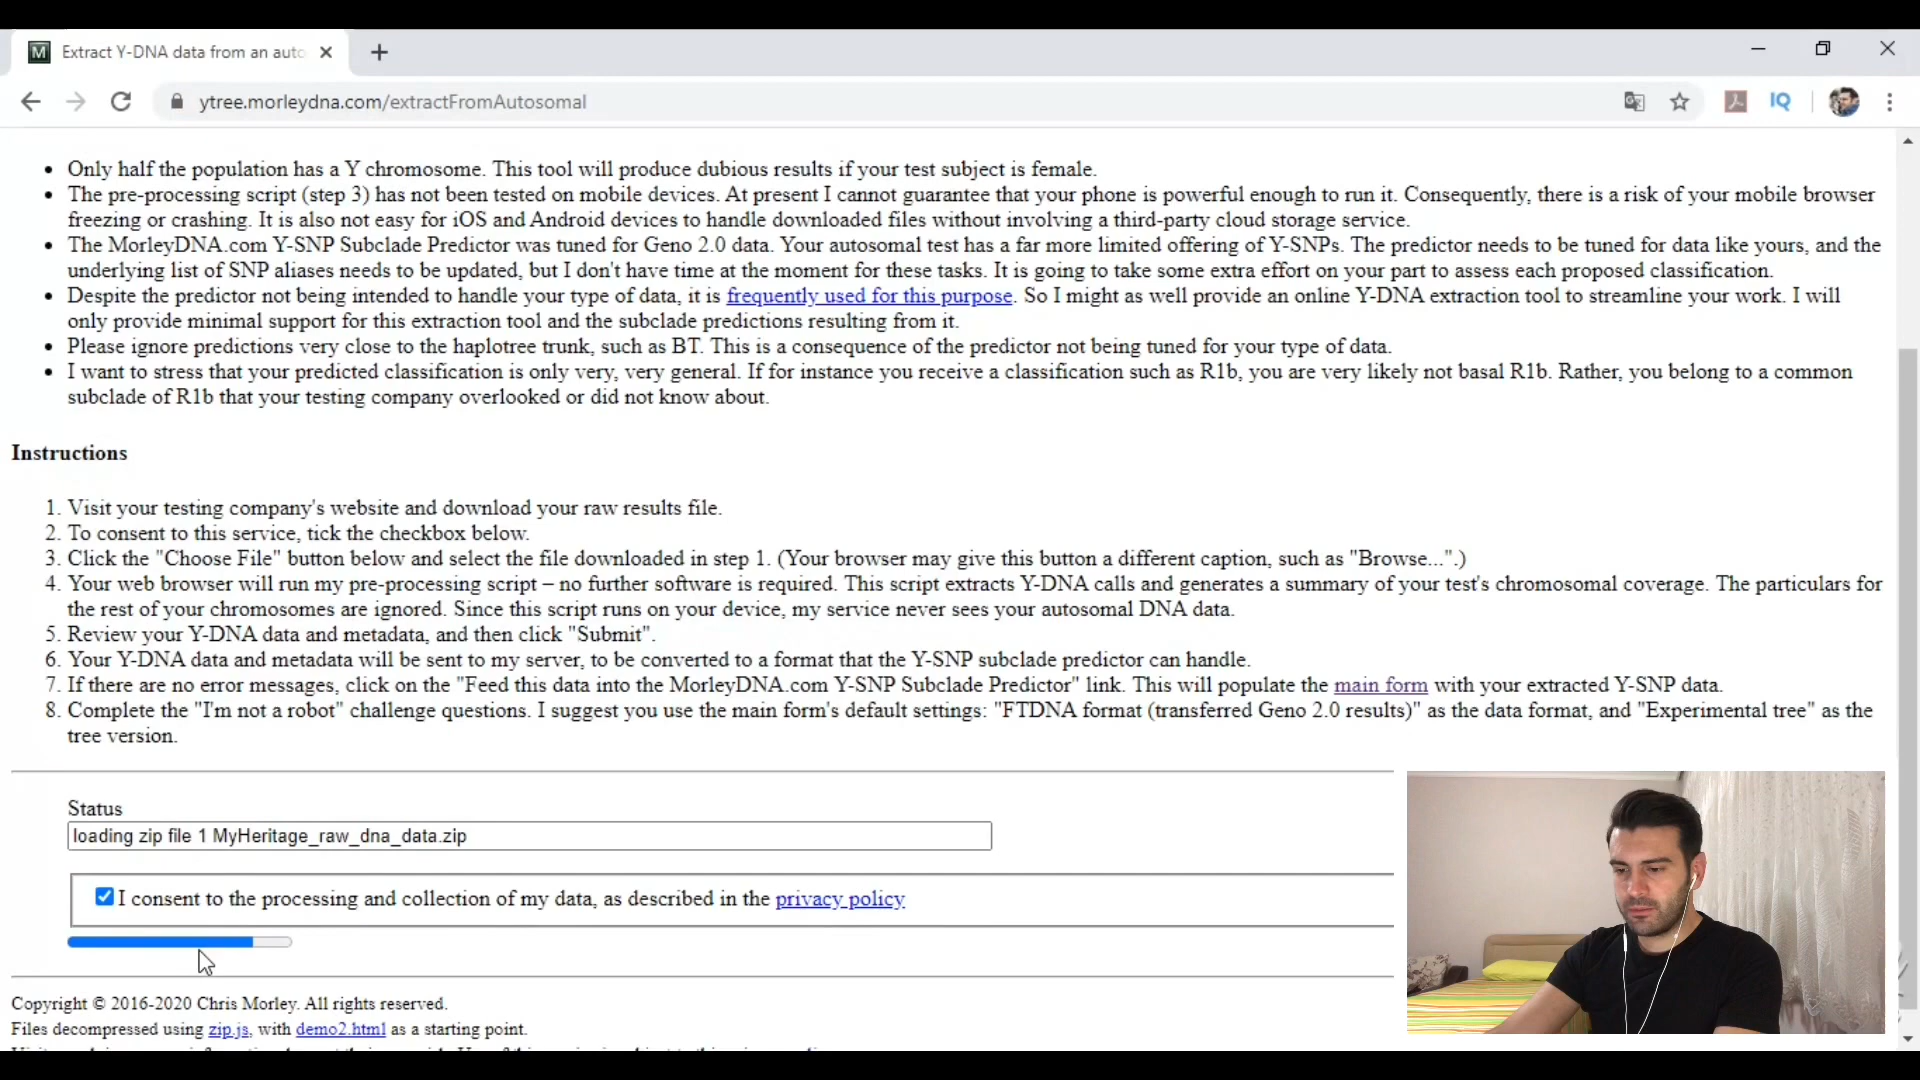 M Extract Y-DNA data from an auto
ytree.morleydna.com/extractFromAutosomal
IQ
• Only half the population has a Y chromosome. This tool will produce dubious results if your test subject is female.
• The pre-processing script (step 3) has not been tested on mobile devices. At present I cannot guarantee that your phone is powerful enough to run it. Consequently, there is a risk of your mobile browser
freezing or crashing. It is also not easy for iOS and Android devices to handle downloaded files without involving a third-party cloud storage service.
• The MorleyDNA.com Y-SNP Subclade Predictor was tuned for Geno 2.0 data. Your autosomal test has a far more limited offering of Y-SNPs. The predictor needs to be tuned for data like yours, and the
underlying list of SNP aliases needs to be updated, but I don't have time at the moment for these tasks. It is going to take some extra effort on your part to assess each proposed classification.
• Despite the predictor not being intended to handle your type of data, it is frequently used for this purpose. So I might as well provide an online Y-DNA extraction tool to streamline your work. I will
only provide minimal support for this extraction tool and the subclade predictions resulting from it.
• Please ignore predictions very close to the haplotree trunk, such as BT. This is a consequence of the predictor not being tuned for your type of data.
• I want to stress that your predicted classification is only very, very general. If for instance you receive a classification such as R1b, you are very likely not basal R1b. Rather, you belong to a common
subclade of R1b that your testing company overlooked or did not know about.
Instructions
1. Visit your testing company's website and download your raw results file.
2. To consent to this service, tick the checkbox below.
3. Click the "Choose File" button below and select the file downloaded in step 1. (Your browser may give this button a different caption, such as "Browse...".)
4. Your web browser will run my pre-processing script – no further software is required. This script extracts Y-DNA calls and generates a summary of your test's chromosomal coverage. The particulars for
the rest of your chromosomes are ignored. Since this script runs on your device, my service never sees your autosomal DNA data.
5. Review your Y-DNA data and metadata, and then click "Submit".
6. Your Y-DNA data and metadata will be sent to my server, to be converted to a format that the Y-SNP subclade predictor can handle.
7. If there are no error messages, click on the "Feed this data into the MorleyDNA.com Y-SNP Subclade Predictor" link. This will populate the main form with your extracted Y-SNP data.
8. Complete the "I'm not a robot" challenge questions. I suggest you use the main form's default settings: "FTDNA format (transferred Geno 2.0 results)" as the data format, and "Experimental tree" as the
tree version.
Status
loading zip file 1 MyHeritage_raw_dna_data.zip
I consent to the processing and collection of my data, as described in the privacy policy
Copyright © 2016-2020 Chris Morley. All rights reserved.
Files decompressed using zip.js, with demo2.html as a starting point.